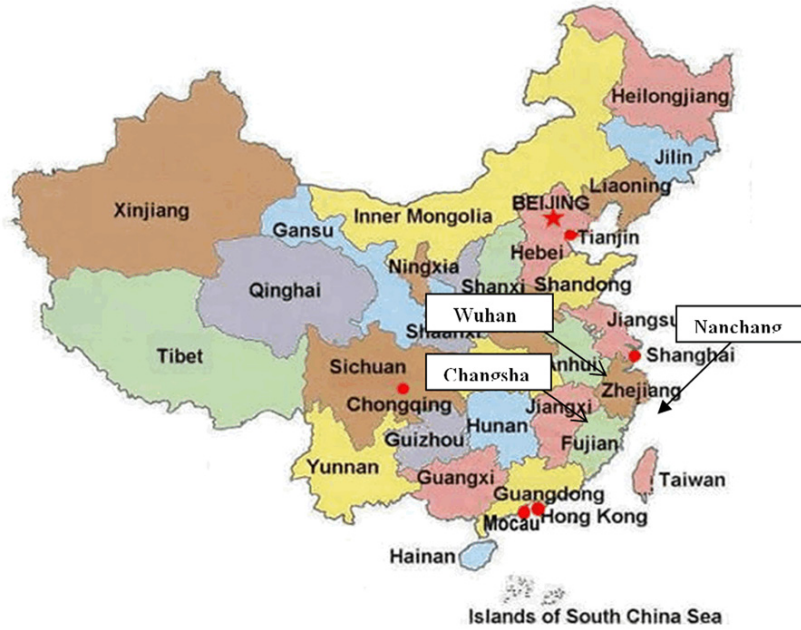 Heilongjiang
Jilin
Liaoning
BEIJING
Xinjiang
Inner Mongolia
Gansu
Tianjin
Hebei
Ningxia
Shanxi
Shandong
Qinghai
Wuhan
Jiangsu
Nanchang
Shaanxi
Tibet
Sichuan
Anhui
Shanghai
Changsha
Zhejiang
Chongqing
Jiangxi
Hunan
Guizhou
Fujian
Yunnan
Guangxi
Taiwan
Guangdong
Mocau
Hong Kong
Hainan
Islands of South China Sea